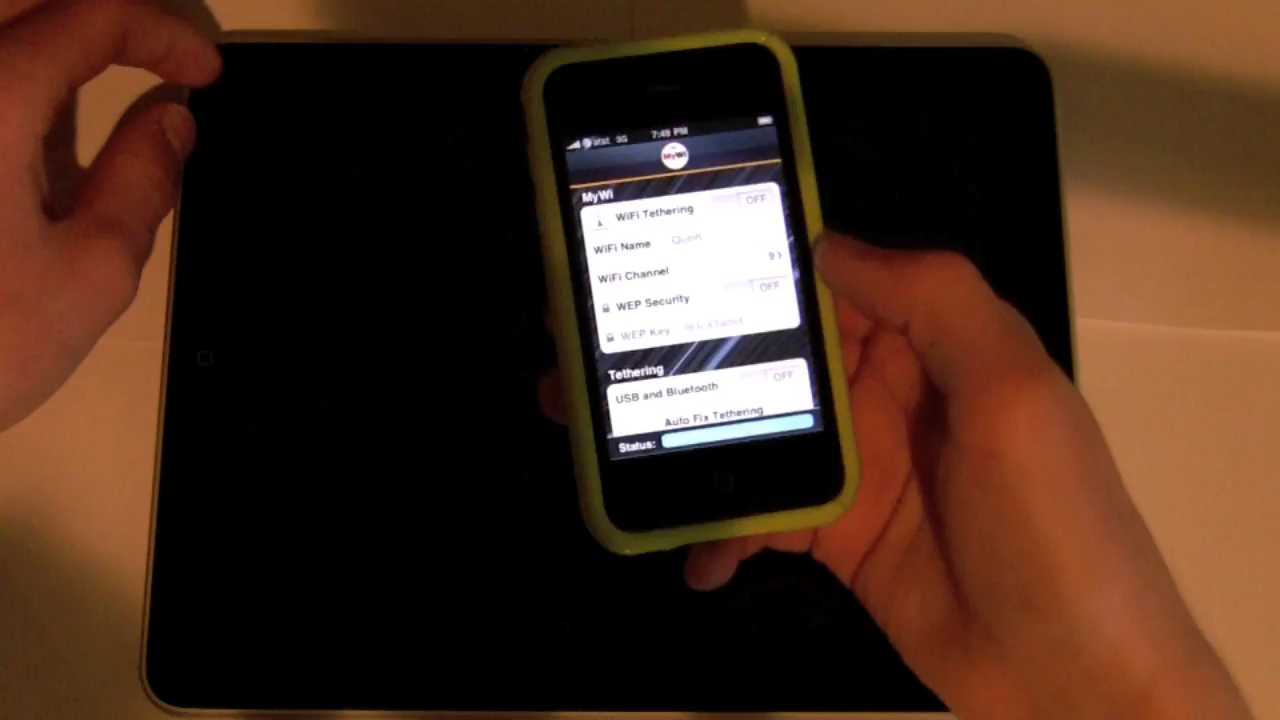 at&t 3G 7:49 PM
MyWi
MyWi
WiFi Tethering OFF
WiFi Name Quinn
WiFi Channel 9
WEP Security OFF
WEP Key
Tethering
USB and Bluetooth OFF
Auto Fix Tethering
Status: